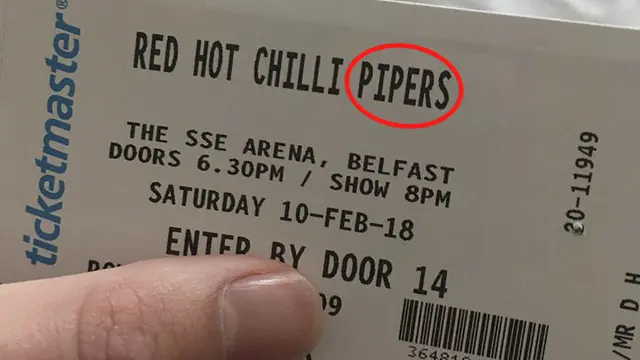 ticketmaster
RED HOT CHILLI PIPERS
THE SSE ARENA, BELFAST
DOORS 6.30PM / SHOW 8PM
SATURDAY 10-FEB-18
ENTER BY DOOR 14
20-11949
/MR D H